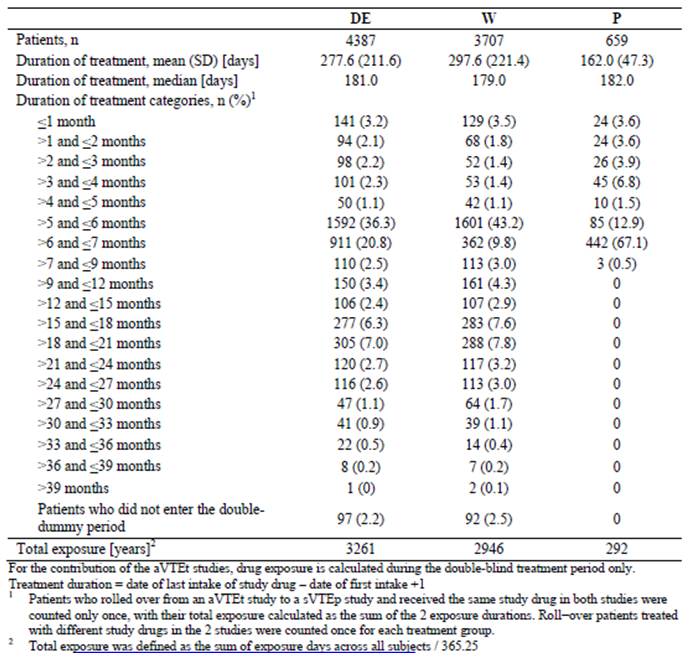 DE W P
Patients, n 4387 3707 659
Duration of treatment, mean (SD) [days] 277.6 (211.6) 297.6 (221.4) 162.0 (47.3)
Duration of treatment, median [days] 181.0 179.0 182.0
Duration of treatment categories, n (%)1
≤1 month 141 (3.2) 129 (3.5) 24 (3.6)
>1 and ≤2 months 94 (2.1) 68 (1.8) 24 (3.6)
>2 and ≤3 months 98 (2.2) 52 (1.4) 26 (3.9)
>3 and ≤4 months 101 (2.3) 53 (1.4) 45 (6.8)
>4 and ≤5 months 50 (1.1) 42 (1.1) 10 (1.5)
>5 and ≤6 months 1592 (36.3) 1601 (43.2) 85 (12.9)
>6 and ≤7 months 911 (20.8) 362 (9.8) 442 (67.1)
>7 and ≤9 months 110 (2.5) 113 (3.0) 3 (0.5)
>9 and ≤12 months 150 (3.4) 161 (4.3) 0
>12 and ≤15 months 106 (2.4) 107 (2.9) 0
>15 and ≤18 months 277 (6.3) 283 (7.6) 0
>18 and ≤21 months 305 (7.0) 288 (7.8) 0
>21 and ≤24 months 120 (2.7) 117 (3.2) 0
>24 and ≤27 months 116 (2.6) 113 (3.0) 0
>27 and ≤30 months 47 (1.1) 64 (1.7) 0
>30 and ≤33 months 41 (0.9) 39 (1.1) 0
>33 and ≤36 months 22 (0.5) 14 (0.4) 0
>36 and ≤39 months 8 (0.2) 7 (0.2) 0
>39 months 1 (0) 2 (0.1) 0
Patients who did not enter the double-
dummy period 97 (2.2) 92 (2.5) 0
Total exposure [years]2 3261 2946 292
For the contribution of the aVTEt studies, drug exposure is calculated during the double-blind treatment period only.
Treatment duration = date of last intake of study drug – date of first intake +1
1 Patients who rolled over from an aVTEt study to a sVTEp study and received the same study drug in both studies were
counted only once, with their total exposure calculated as the sum of the 2 exposure durations. Roll–over patients treated
with different study drugs in the 2 studies were counted once for each treatment group.
2 Total exposure was defined as the sum of exposure days across all subjects / 365.25